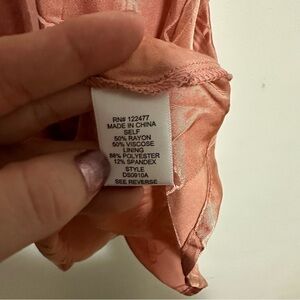 RN# 122477
MADE IN CHINA
SELF
50% RAYON
50% VISCOSE
LINING
88% POLYESTER
12% SPANDEX
STYLE
DS0910A
SEE REVERSE